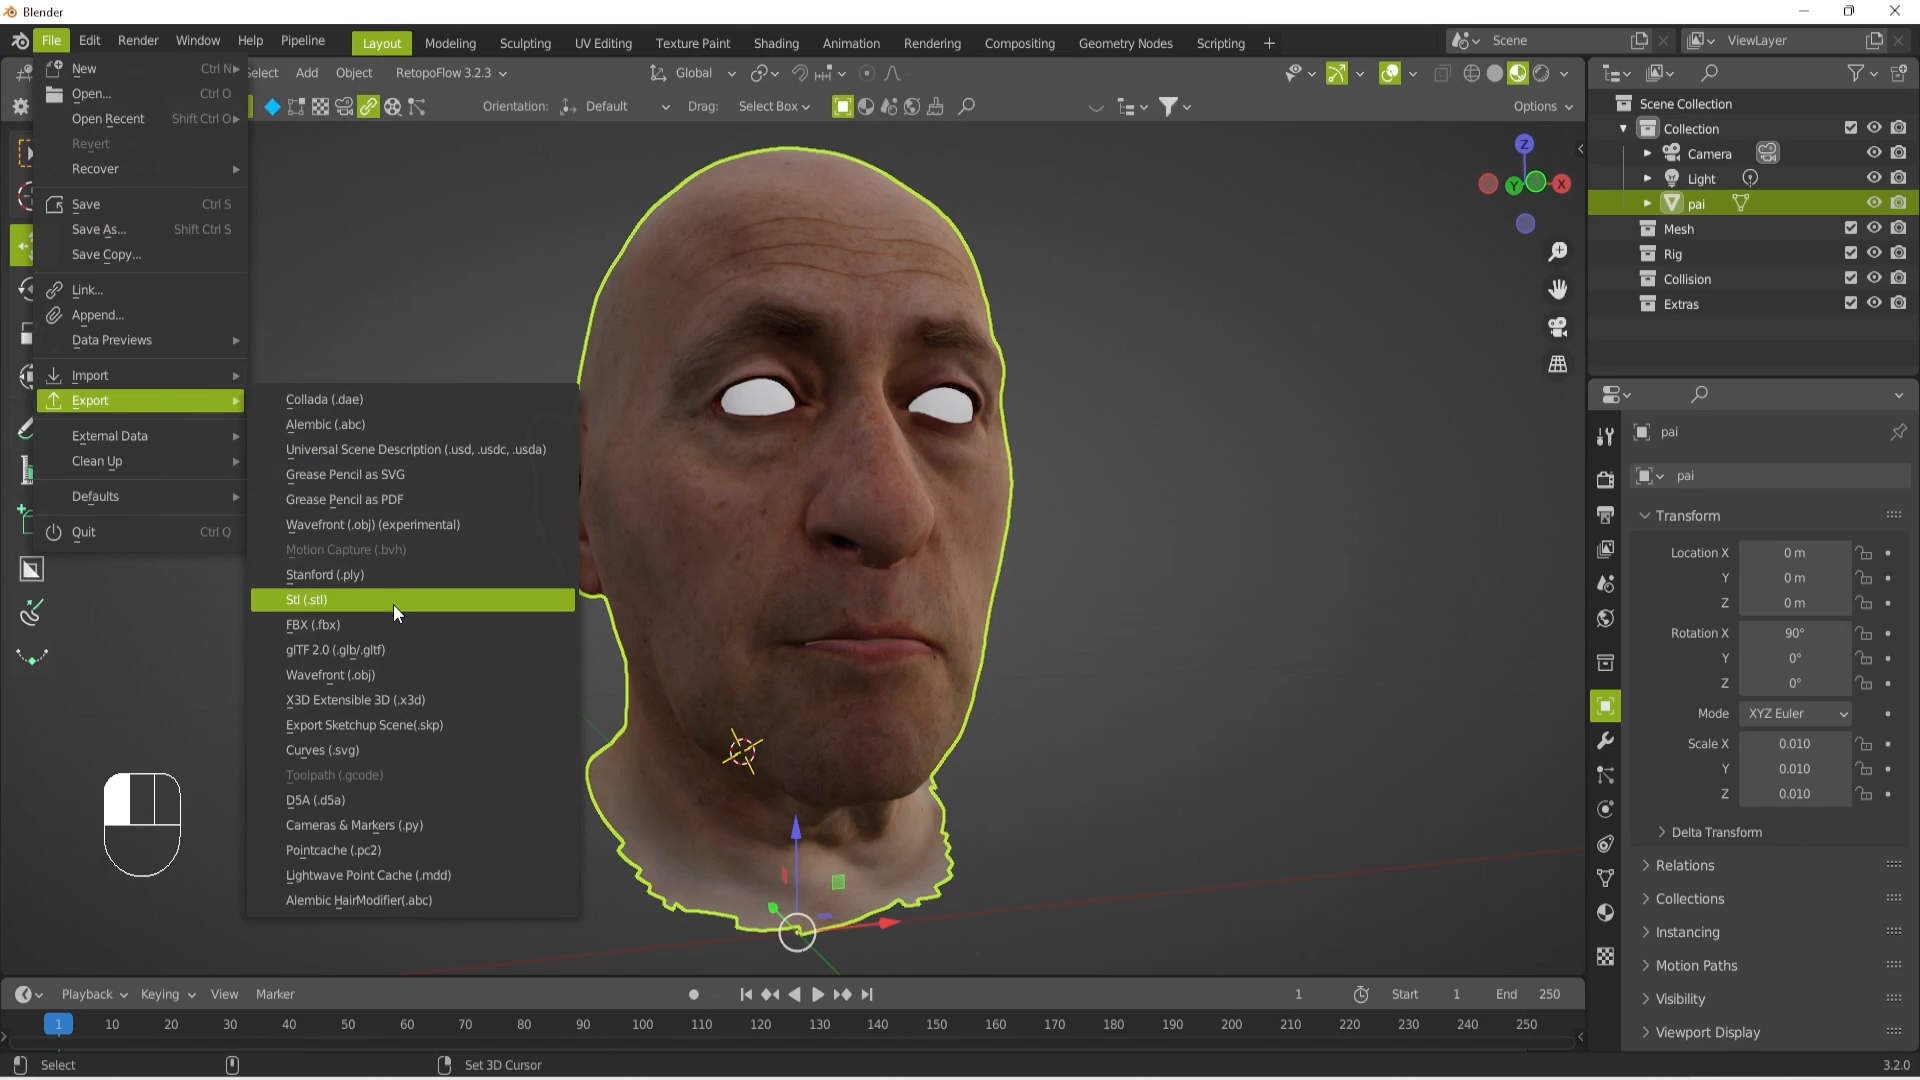 Blender
File Edit Render Window Help Pipeline Layout Modeling Sculpting UV Editing Texture Paint Shading Animation Rendering Compositing Geometry Nodes Scripting + Scene ViewLayer
New Ctrl N
Open... Ctrl O
Open Recent Shift Ctrl O
Revert
Recover
Save Ctrl S
Save As... Shift Ctrl S
Save Copy...
Link...
Append...
Data Previews
Import
Export
External Data
Clean Up
Defaults
Quit Ctrl Q
Add Object RetopoFlow 3.2.3 Global
Orientation: Default Drag: Select Box Options
Collada (.dae)
Alembic (.abc)
Universal Scene Description (.usd, .usdc, .usda)
Grease Pencil as SVG
Grease Pencil as PDF
Wavefront (.obj) (experimental)
Motion Capture (.bvh)
Stanford (.ply)
Stl (.stl)
FBX (.fbx)
glTF 2.0 (.glb/.gltf)
Wavefront (.obj)
X3D Extensible 3D (.x3d)
Export Sketchup Scene(.skp)
Curves (.svg)
Toolpath (.gcode)
D5A (.d5a)
Cameras & Markers (.py)
Pointcache (.pc2)
Lightwave Point Cache (.mdd)
Alembic HairModifier(.abc)
Z
Y X
Scene Collection
Collection
Camera
Light
pai
Mesh
Rig
Collision
Extras
pai
pai
Transform
Location X 0 m
Y 0 m
Z 0 m
Rotation X 90°
Y 0°
Z 0°
Mode XYZ Euler
Scale X 0.010
Y 0.010
Z 0.010
Delta Transform
Relations
Collections
Instancing
Motion Paths
Visibility
Viewport Display
Playback Keying View Marker 1 Start 1 End 250
1 10 20 30 40 50 60 70 80 90 100 110 120 130 140 150 160 170 180 190 200 210 220 230 240 250
Select Set 3D Cursor 3.2.0